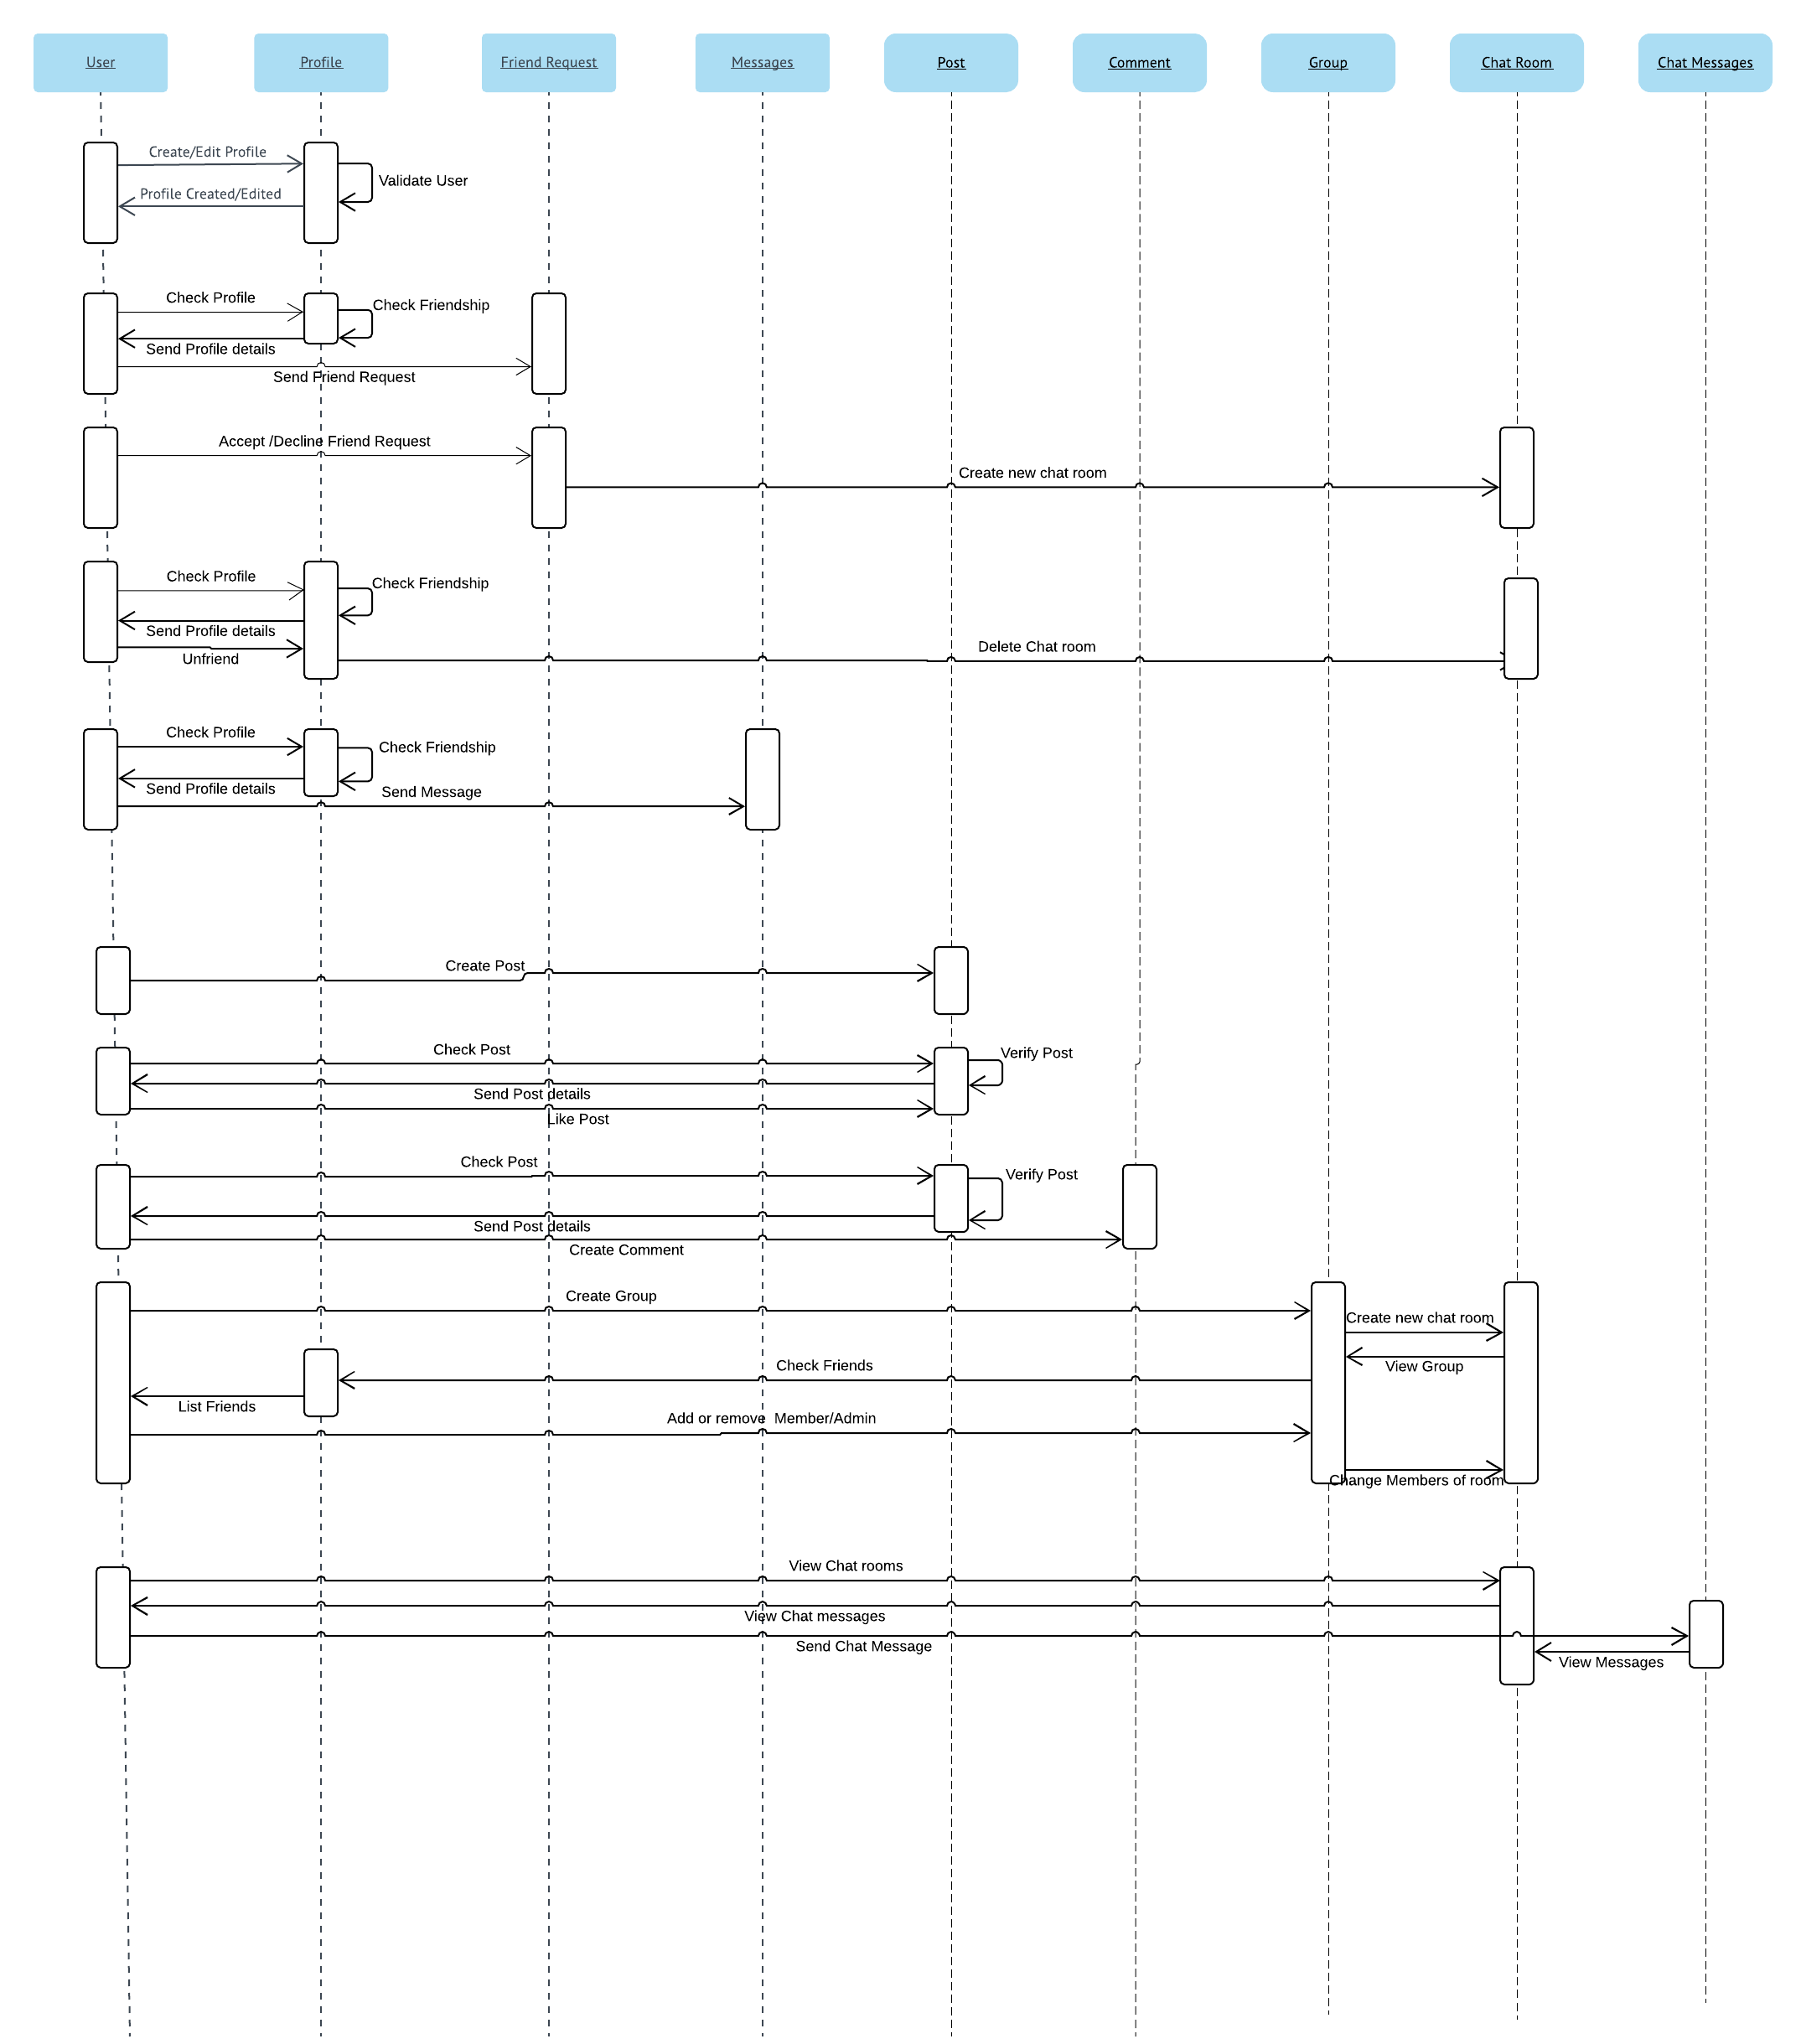 User
Profile
Friend Request
Messages
Post
Comment
Group
Chat Room
Chat Messages
Create/Edit Profile
Validate User
Profile Created/Edited
Check Profile
Check Friendship
Send Profile details
Send Friend Request
Accept /Decline Friend Request
Create new chat room
Check Profile
Check Friendship
Send Profile details
Delete Chat room
Unfriend
Check Profile
Check Friendship
Send Profile details
Send Message
Create Post
Check Post
Verify Post
Send Post details
Like Post
Check Post
Verify Post
Send Post details
Create Comment
Create Group
Create new chat room
Check Friends
View Group
List Friends
Add or remove  Member/Admin
Change Members of room
View Chat rooms
View Chat messages
Send Chat Message
View Messages